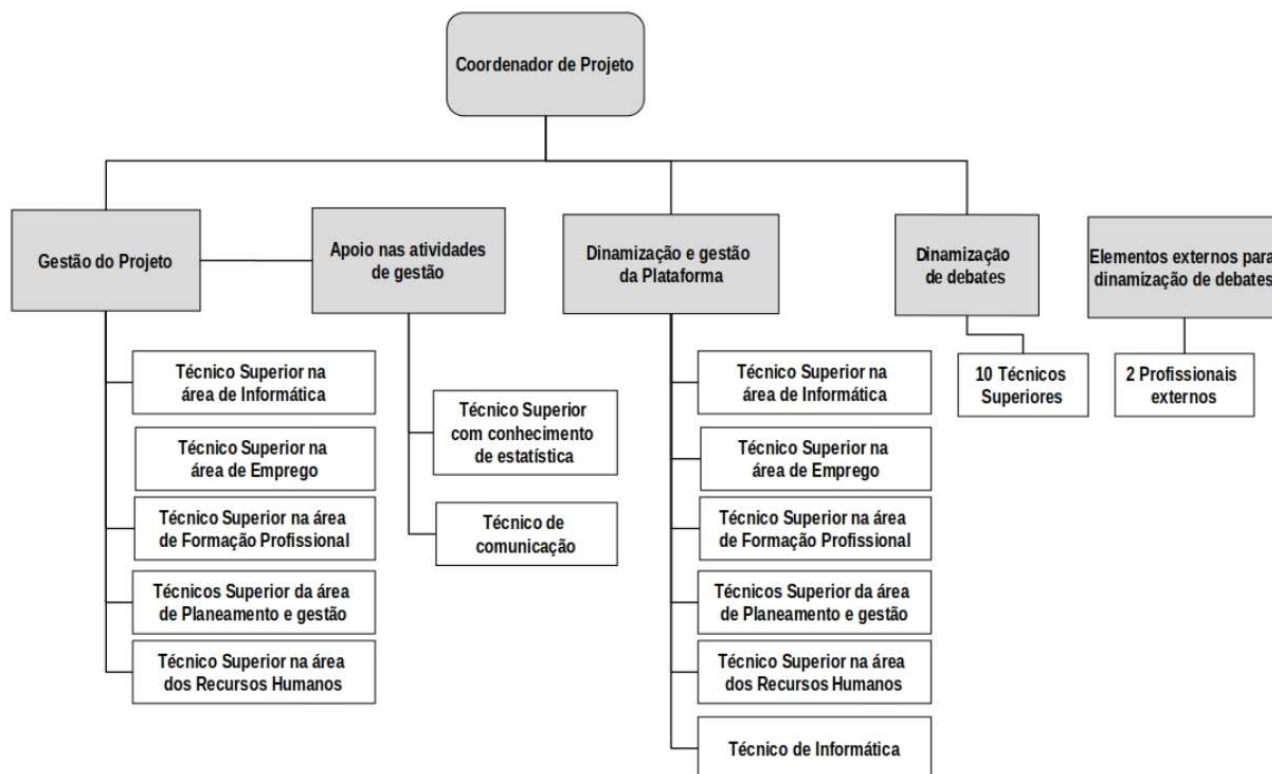 Coordenador de Projeto
Gestão do Projeto
Apoio nas atividades
de gestão
Dinamização e gestão
da Plataforma
Dinamização
de debates
Elementos externos para
dinamização de debates
Técnico Superior na
área de Informática
Técnico Superior na
área de Emprego
Técnico Superior na área
de Formação Profissional
Técnicos Superior da área
de Planeamento e gestão
Técnico Superior na área
dos Recursos Humanos
Técnico Superior
com conhecimento
de estatística
Técnico de
comunicação
Técnico Superior na
área de Informática
Técnico Superior na
área de Emprego
Técnico Superior na área
de Formação Profissional
Técnicos Superior da área
de Planeamento e gestão
Técnico Superior na área
dos Recursos Humanos
Técnico de Informática
10 Técnicos
Superiores
2 Profissionais
externos